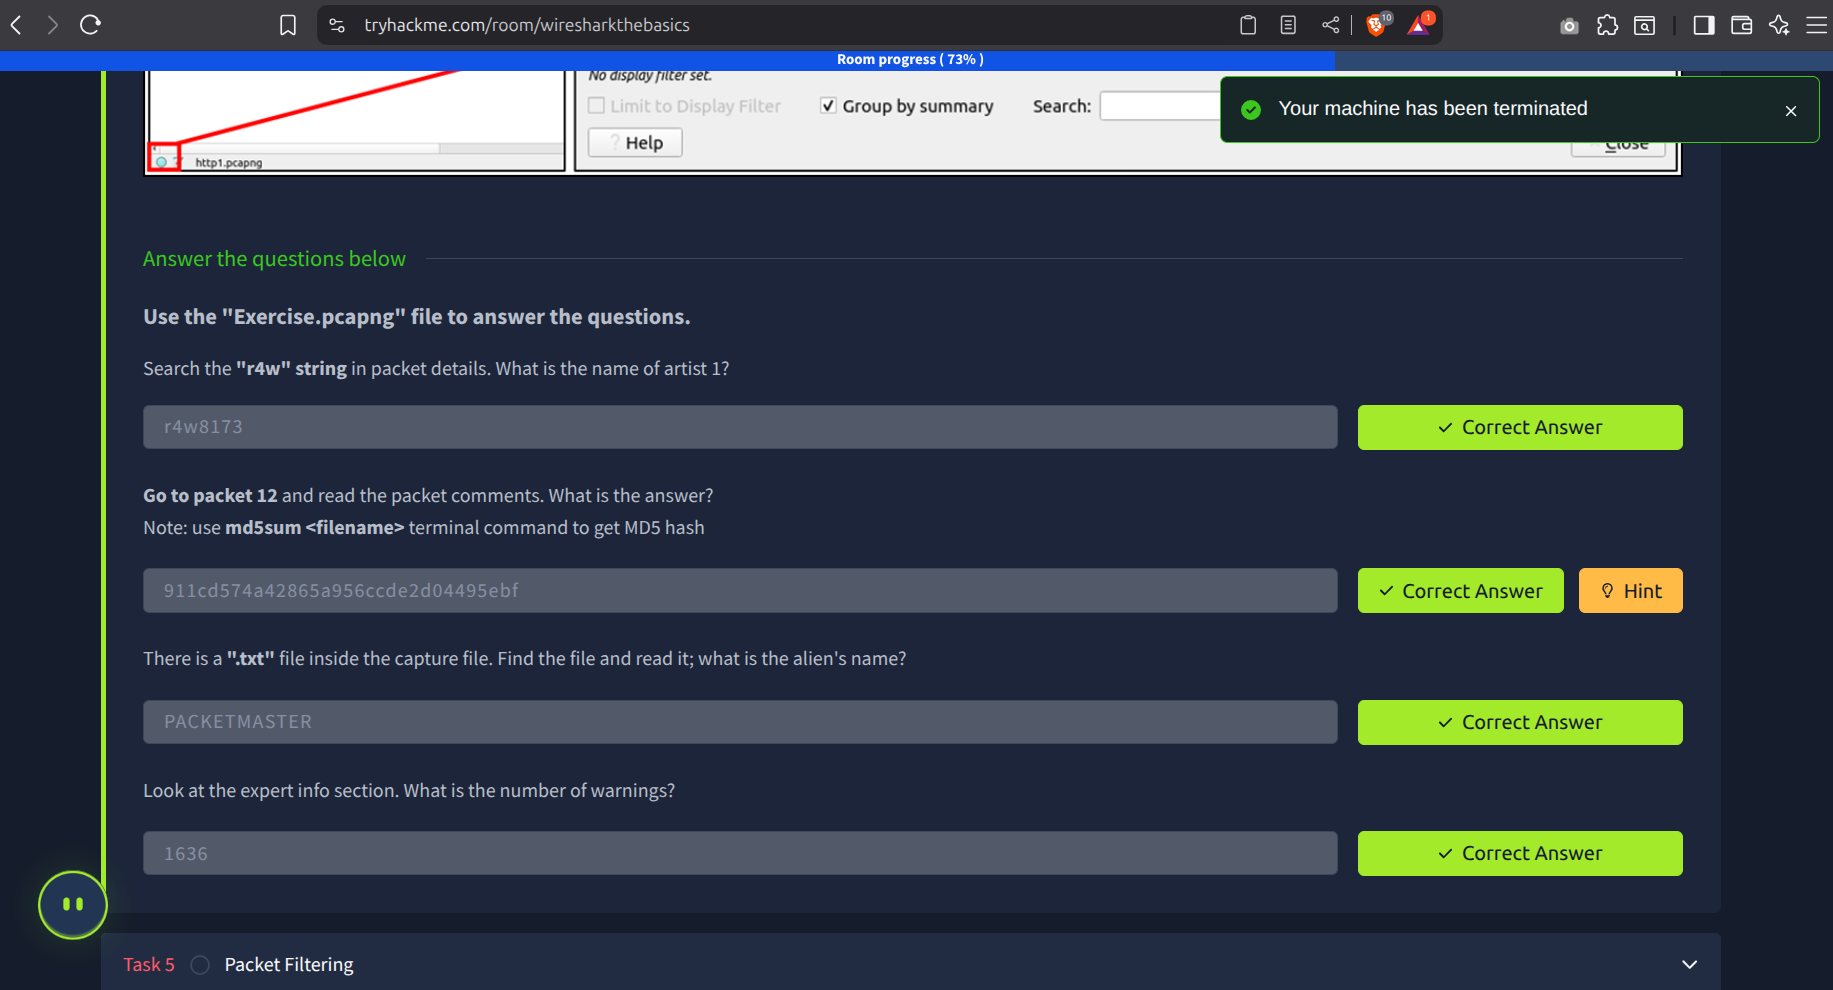 tryhackme.com/room/wiresharkthebasics
10
1
Room progress ( 73% )
No display filter set.
Limit to Display Filter
Group by summary
Search:
Your machine has been terminated
Help
Close
http1.pcapng
Answer the questions below
Use the "Exercise.pcapng" file to answer the questions.
Search the "r4w" string in packet details. What is the name of artist 1?
r4w8173
Correct Answer
Go to packet 12 and read the packet comments. What is the answer?
Note: use md5sum <filename> terminal command to get MD5 hash
911cd574a42865a956ccde2d04495ebf
Correct Answer
Hint
There is a ".txt" file inside the capture file. Find the file and read it; what is the alien's name?
PACKETMASTER
Correct Answer
Look at the expert info section. What is the number of warnings?
1636
Correct Answer
Task 5
Packet Filtering